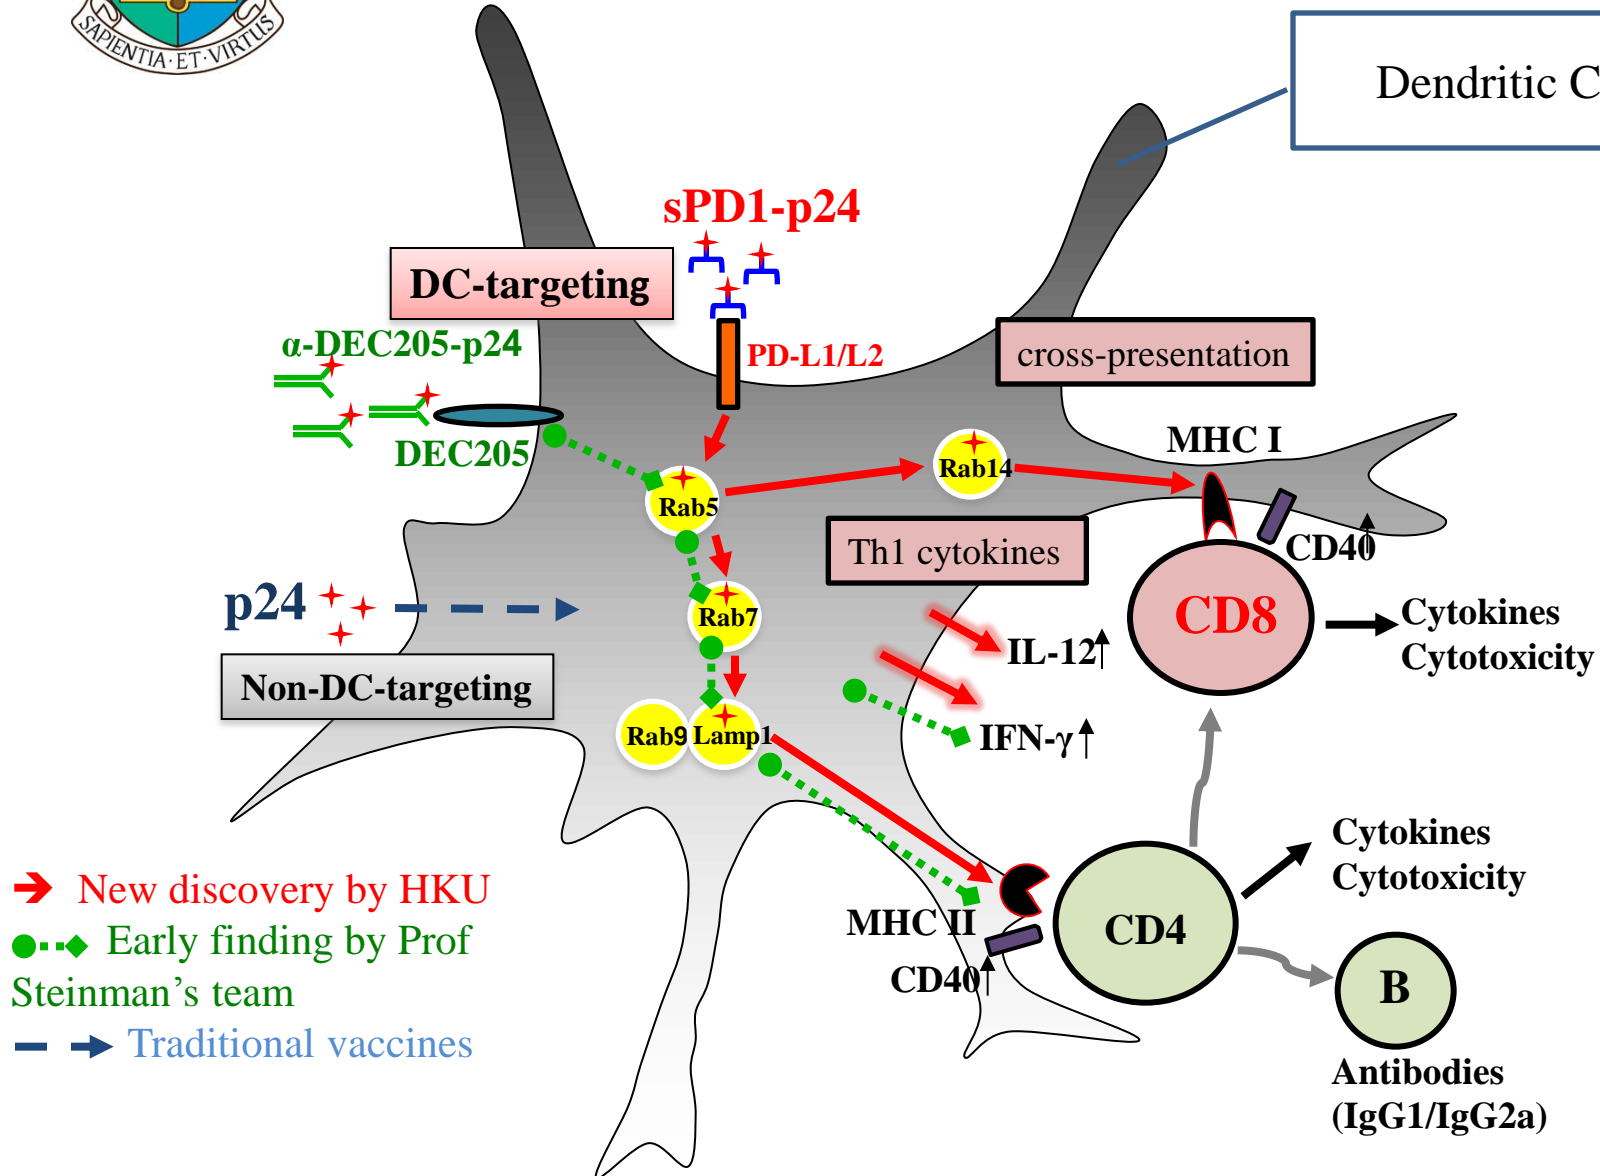 SAPIENTIA·ET·VIRTUS
Dendritic C
sPD1-p24
DC-targeting
α-DEC205-p24
PD-L1/L2
cross-presentation
DEC205
MHC I
Rab14
Rab5
CD40
Th1 cytokines
p24
Rab7
CD8
Cytokines
Cytotoxicity
IL-12
Non-DC-targeting
Rab9
Lamp1
IFN-γ
Cytokines
Cytotoxicity
New discovery by HKU
MHC II
CD4
Early finding by Prof
Steinman’s team
CD40
B
Traditional vaccines
Antibodies
(IgG1/IgG2a)